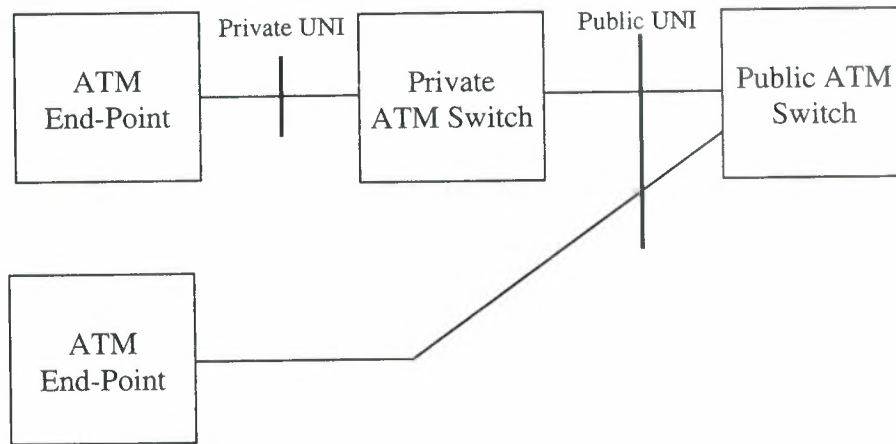 Private UNI
Public UNI
ATM
End-Point
Private
ATM Switch
Public ATM
Switch
ATM
End-Point